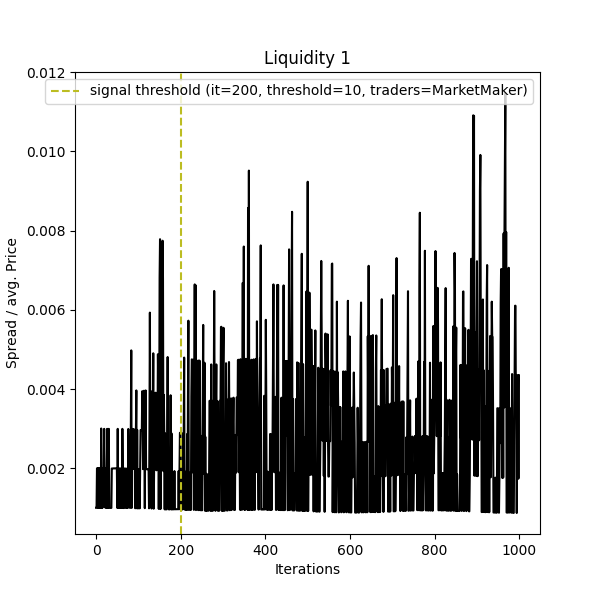 Liquidity 1
signal threshold (it=200, threshold=10, traders=MarketMaker)
0.012
0.010
0.008
0.006
0.004
0.002
Spread / avg. Price
0 200 400 600 800 1000
Iterations